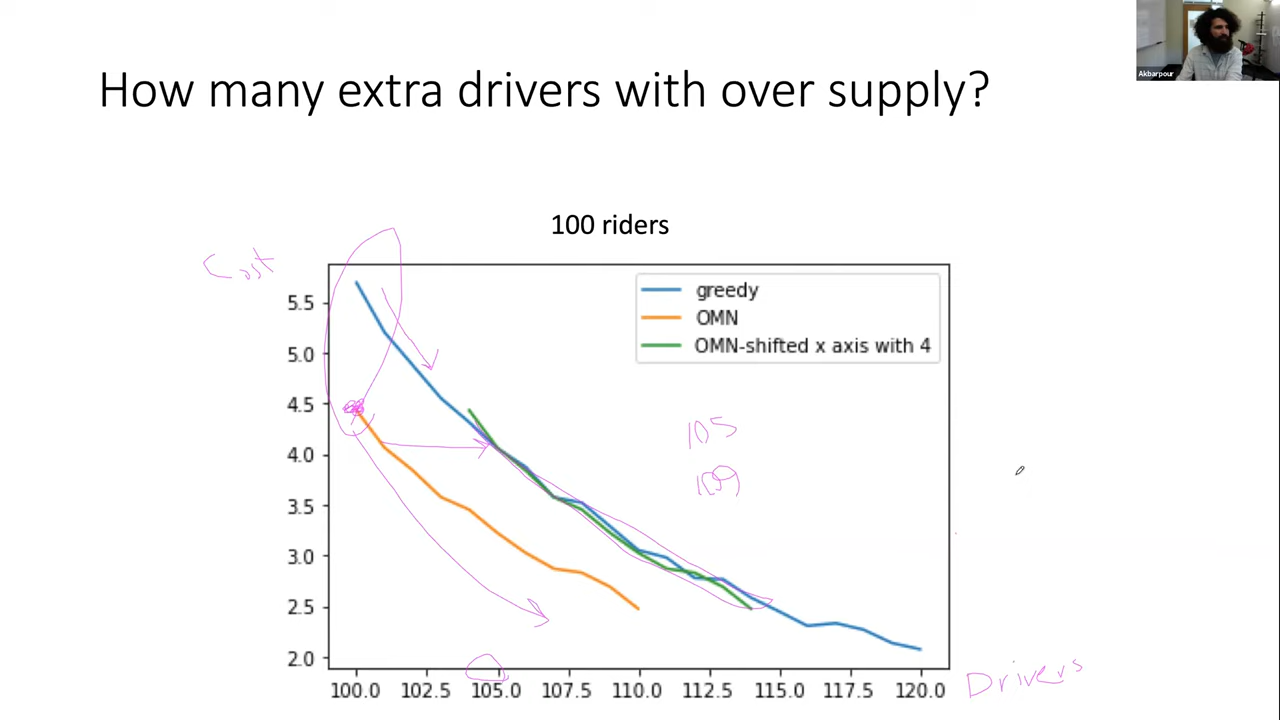 Akbarpour
How many extra drivers with over supply?
100 riders
Cost
greedy
OMN
OMN-shifted x axis with 4
5.5
5.0
4.5
4.0
3.5
3.0
2.5
2.0
105
109
100.0 102.5 105.0 107.5 110.0 112.5 115.0 117.5 120.0
Drivers